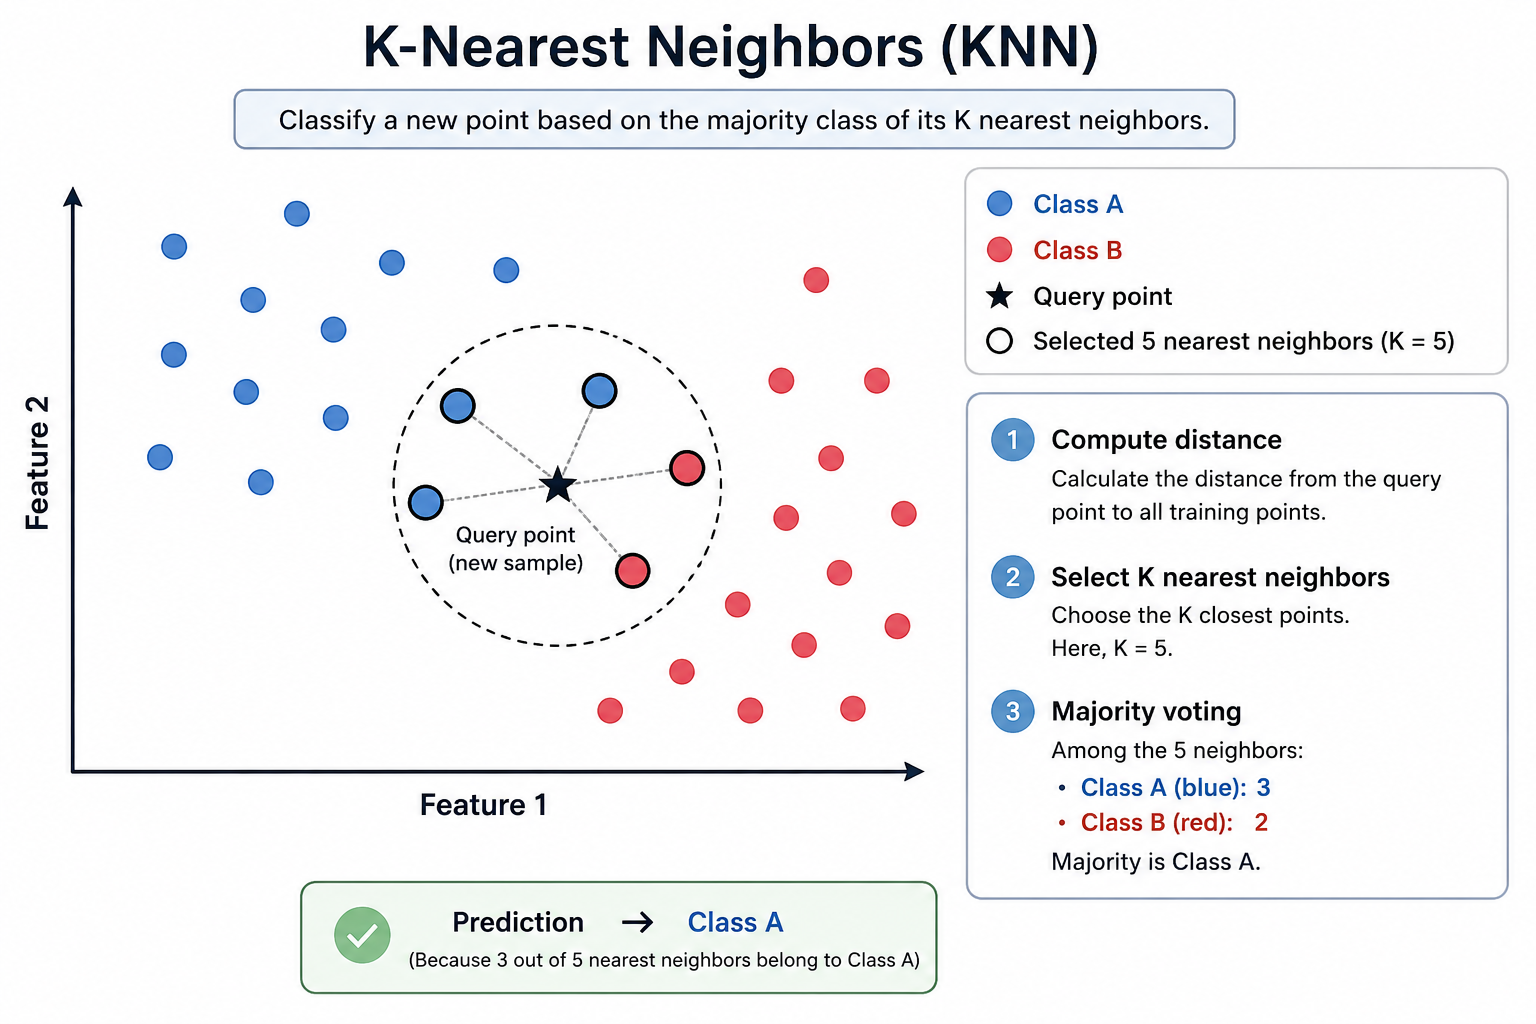 K-Nearest Neighbors (KNN)
Classify a new point based on the majority class of its K nearest neighbors.
Class A
Class B
Query point
Selected 5 nearest neighbors (K = 5)
Feature 2
Query point
(new sample)
Feature 1
1 Compute distance
Calculate the distance from the query
point to all training points.
2 Select K nearest neighbors
Choose the K closest points.
Here, K = 5.
3 Majority voting
Among the 5 neighbors:
• Class A (blue): 3
• Class B (red): 2
Majority is Class A.
Prediction → Class A
(Because 3 out of 5 nearest neighbors belong to Class A)